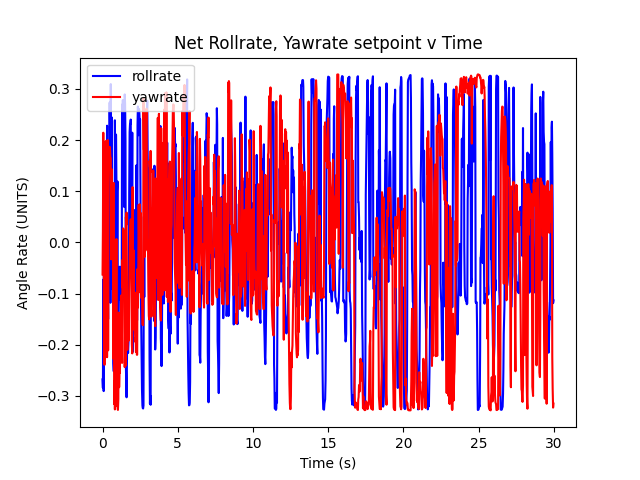 Net Rollrate, Yawrate setpoint v Time
rollrate
yawrate
Angle Rate (UNITS)
0.3
0.2
0.1
0.0
−0.1
−0.2
−0.3
0 5 10 15 20 25 30
Time (s)